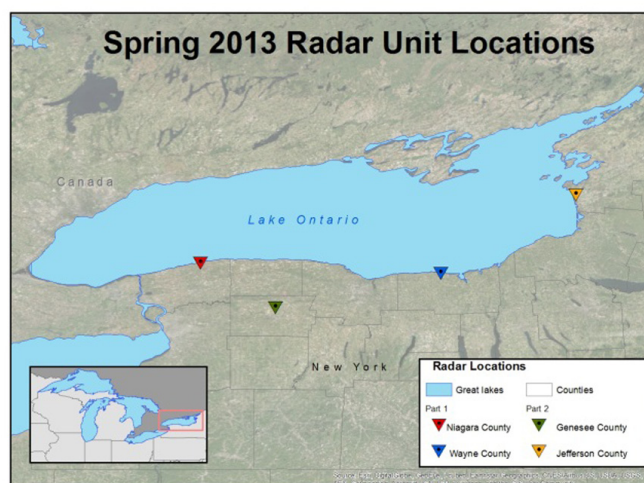 Spring 2013 Radar Unit Locations
Canada
Lake Ontario
New York
Radar Locations
Great lakes
Counties
Part 1
Part 2
Niagara County
Genesee County
Wayne County
Jefferson County